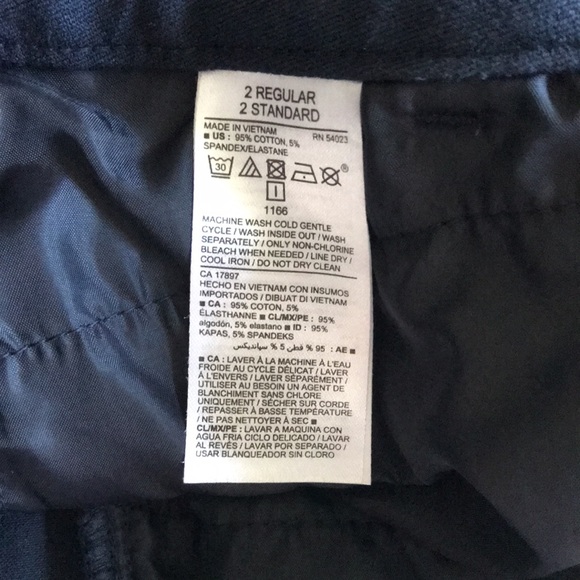 2 REGULAR
2 STANDARD
MADE IN VIETNAM RN 54023
■ US : 95% COTTON, 5%
SPANDEX/ELASTANE
30 ®
1166
MACHINE WASH COLD GENTLE
CYCLE / WASH INSIDE OUT / WASH
SEPARATELY / ONLY NON-CHLORINE
BLEACH WHEN NEEDED / LINE DRY /
COOL IRON / DO NOT DRY CLEAN
CA 17897
HECHO EN VIETNAM CON INSUMOS
IMPORTADOS / DIBUAT DI VIETNAM
■ CA : 95% COTON, 5%
ÉLASTHANNE ■ CL/MX/PE : 95%
algodón, 5% elastano ■ ID : 95%
KAPAS, 5% SPANDEKS
■ AE : 95 % قطن 5 % سباندیکس
■ CA : LAVER À LA MACHINE À L'EAU
FROIDE AU CYCLE DÉLICAT / LAVER
À L'ENVERS / LAVER SÉPARÉMENT /
UTILISER AU BESOIN UN AGENT DE
BLANCHIMENT SANS CHLORE
UNIQUEMENT / SÉCHER SUR CORDE
/ REPASSER À BASSE TEMPÉRATURE
/ NE PAS NETTOYER À SEC ■
CL/MX/PE : LAVAR A MAQUINA CON
AGUA FRIA CICLO DELICADO / LAVAR
AL REVÉS / LAVAR POR SEPARADO /
USAR BLANQUEADOR SIN CLORO